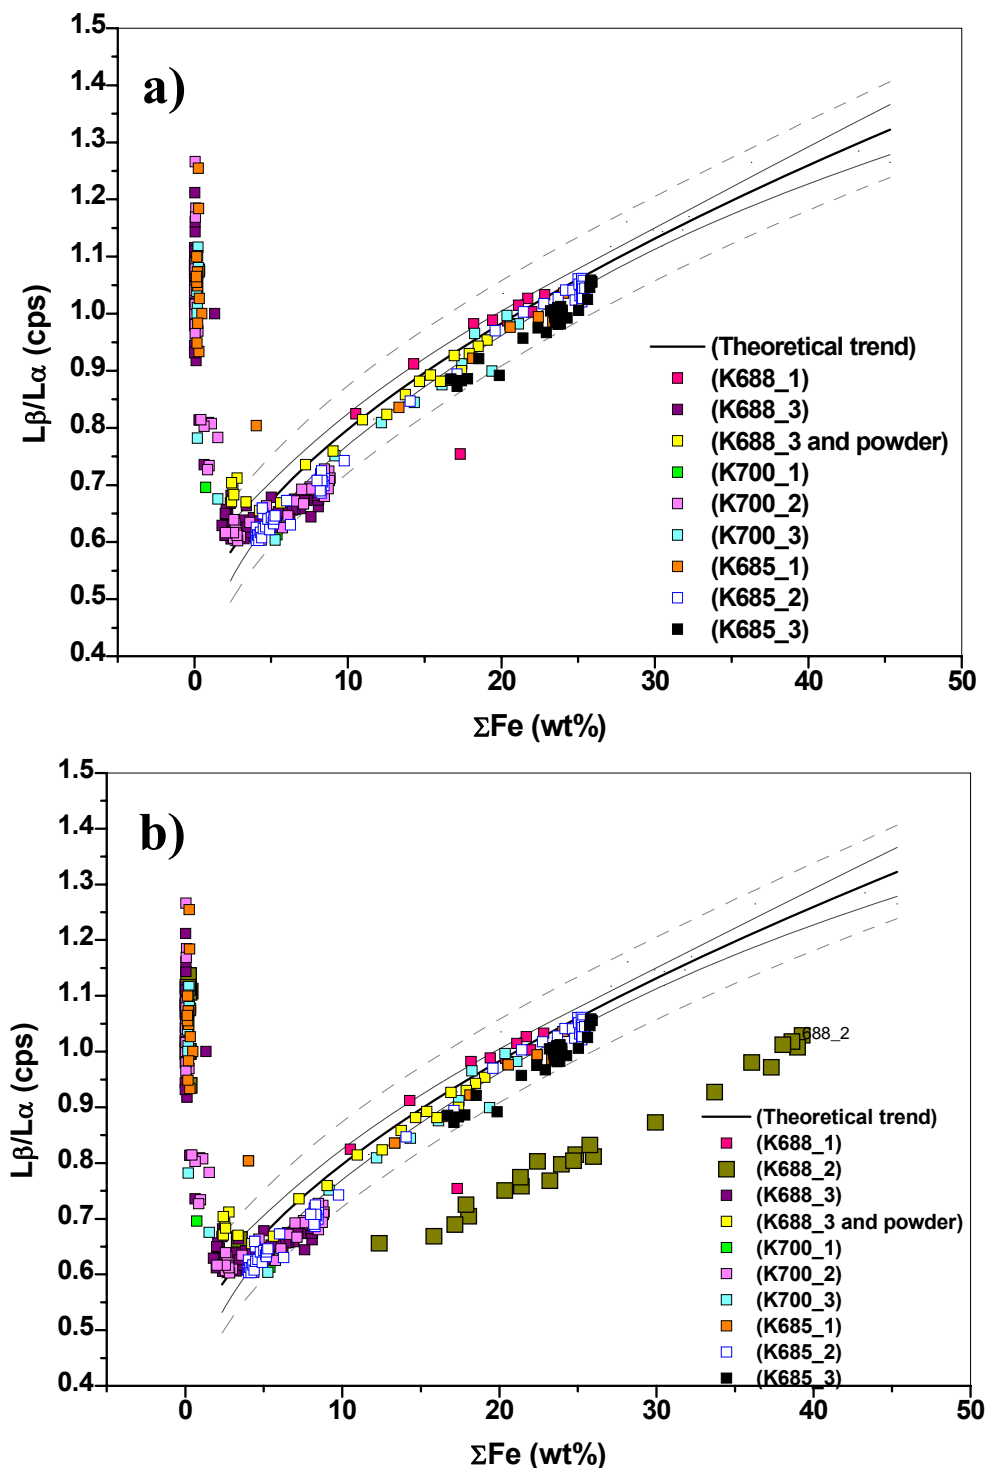 1.5
1.4
1.3
1.2
1.1
1.0
0.9
0.8
0.7
0.6
0.5
0.4
Lβ/Lα (cps)
a)
(Theoretical trend)
(K688_1)
(K688_3)
(K688_3 and powder)
(K700_1)
(K700_2)
(K700_3)
(K685_1)
(K685_2)
(K685_3)
0 10 20 30 40 50
ΣFe (wt%)
1.5
1.4
1.3
1.2
1.1
1.0
0.9
0.8
0.7
0.6
0.5
0.4
Lβ/Lα (cps)
b)
688_2
(Theoretical trend)
(K688_1)
(K688_2)
(K688_3)
(K688_3 and powder)
(K700_1)
(K700_2)
(K700_3)
(K685_1)
(K685_2)
(K685_3)
0 10 20 30 40 50
ΣFe (wt%)